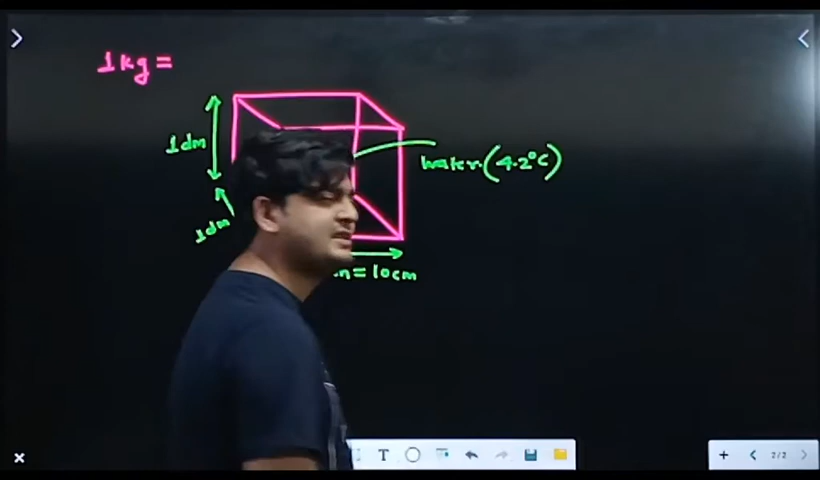 1kg =
1dm
water (4.2°C)
1dm
m = 10cm
T
2/2